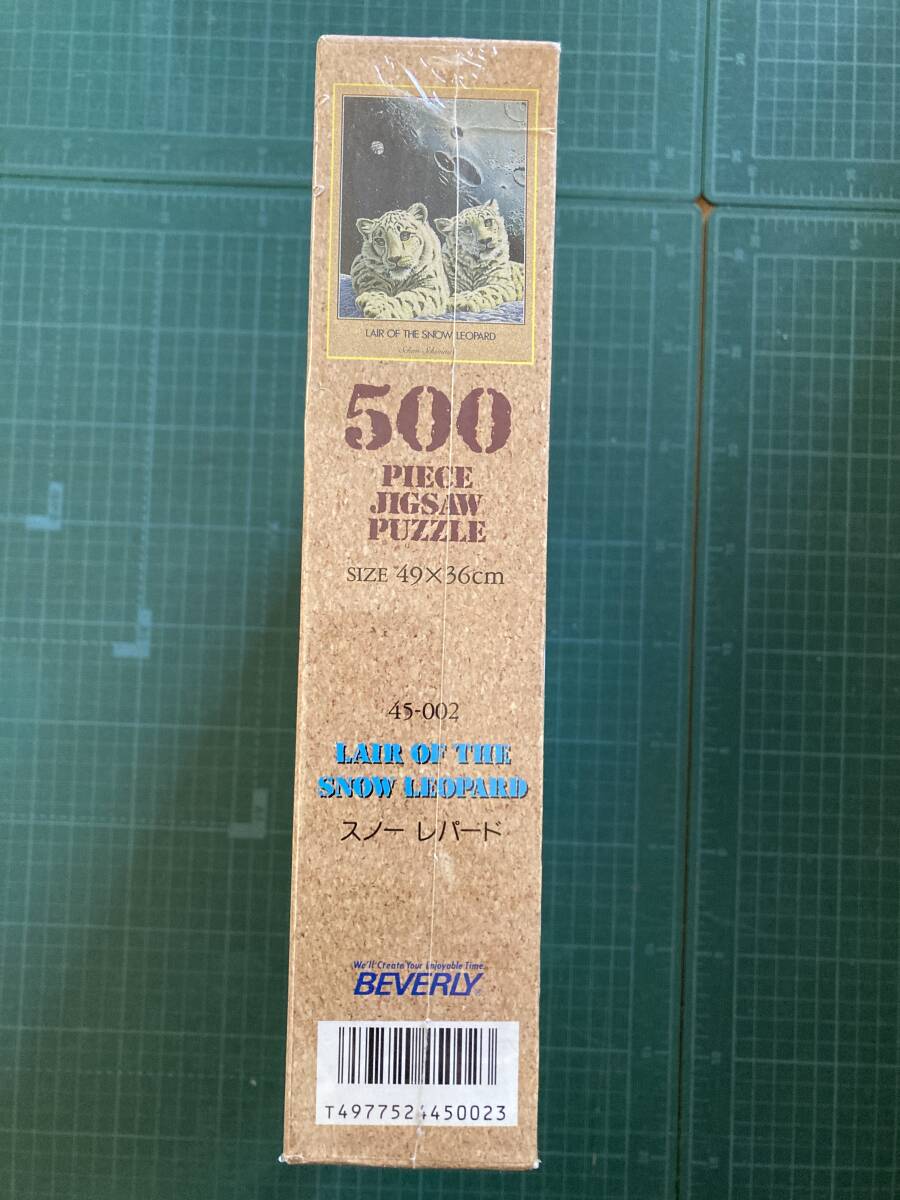 LAIR OF THE SNOW LEOPARD
500
PIECE
JIGSAW
PUZZLE
SIZE 49×36cm
45-002
LAIR OF THE
SNOW LEOPARD
スノー レパード
We'll Create Your Enjoyable Time.
BEVERLY
T4977524450023